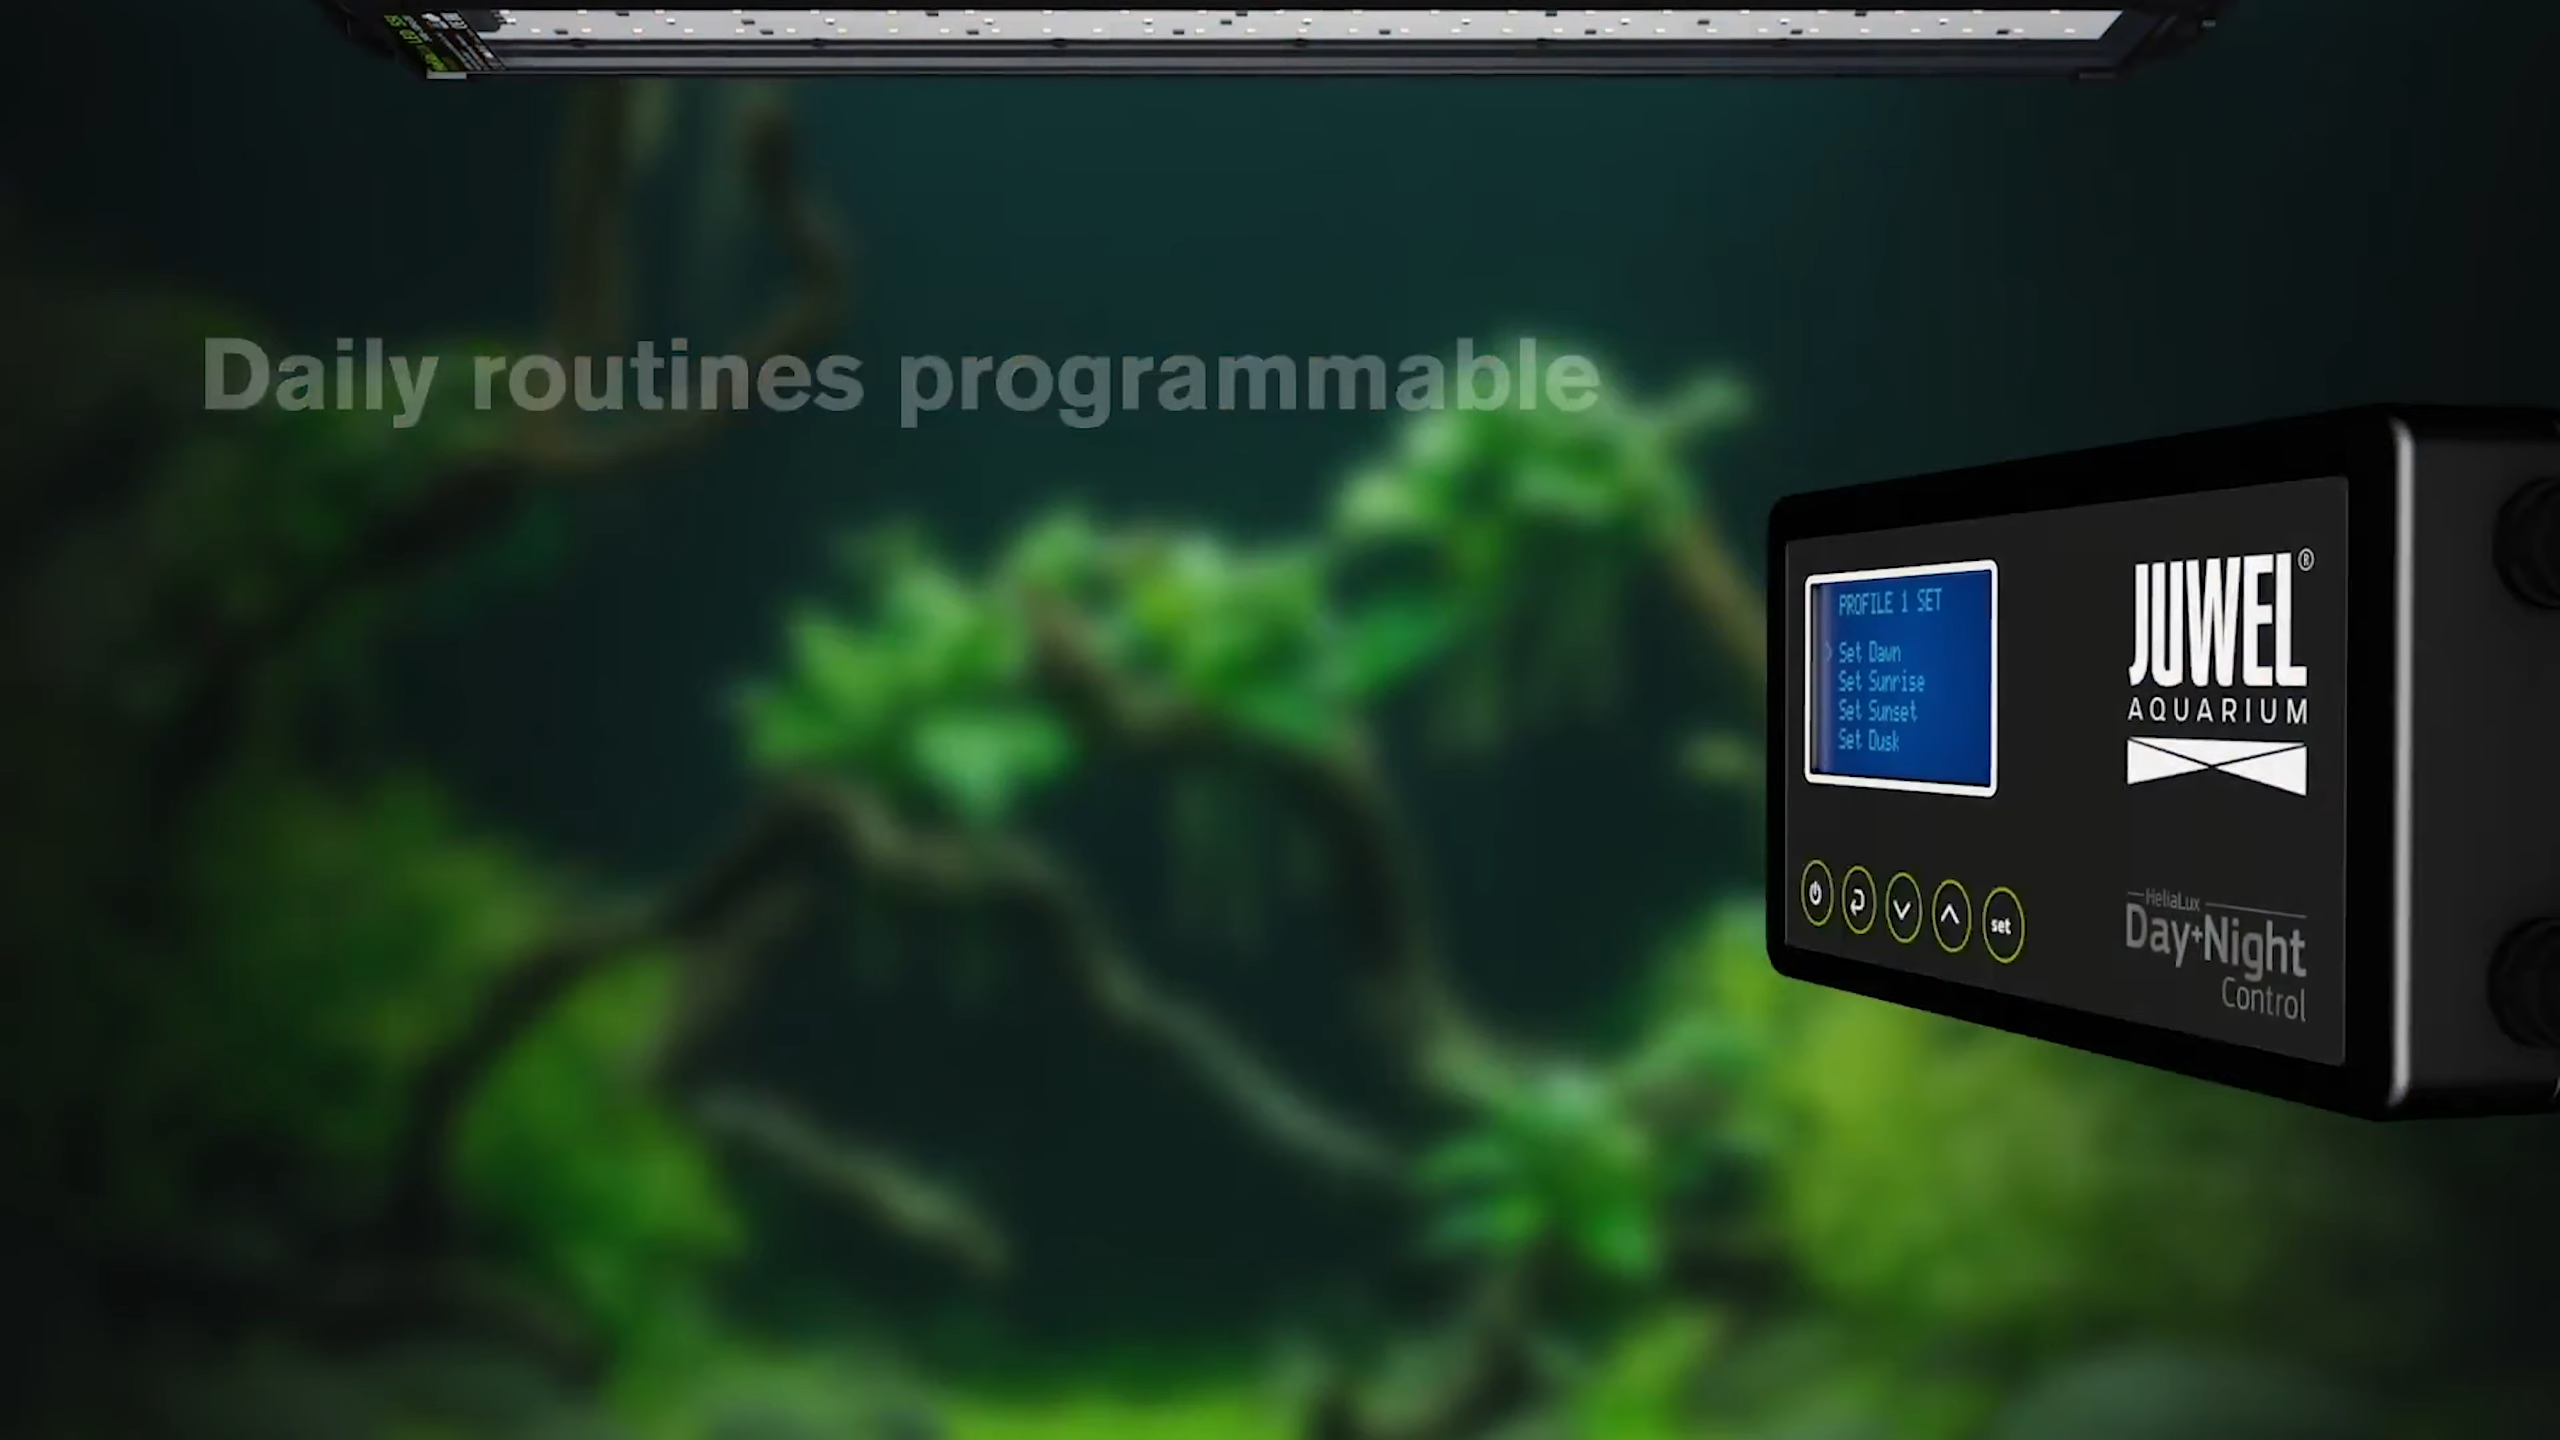 Daily routines programmable
PROFILE 1 SET
Set Dawn
Set Sunrise
Set Sunset
Set Dusk
set
JUWEL®
AQUARIUM
HeliaLux
Day+Night
Control